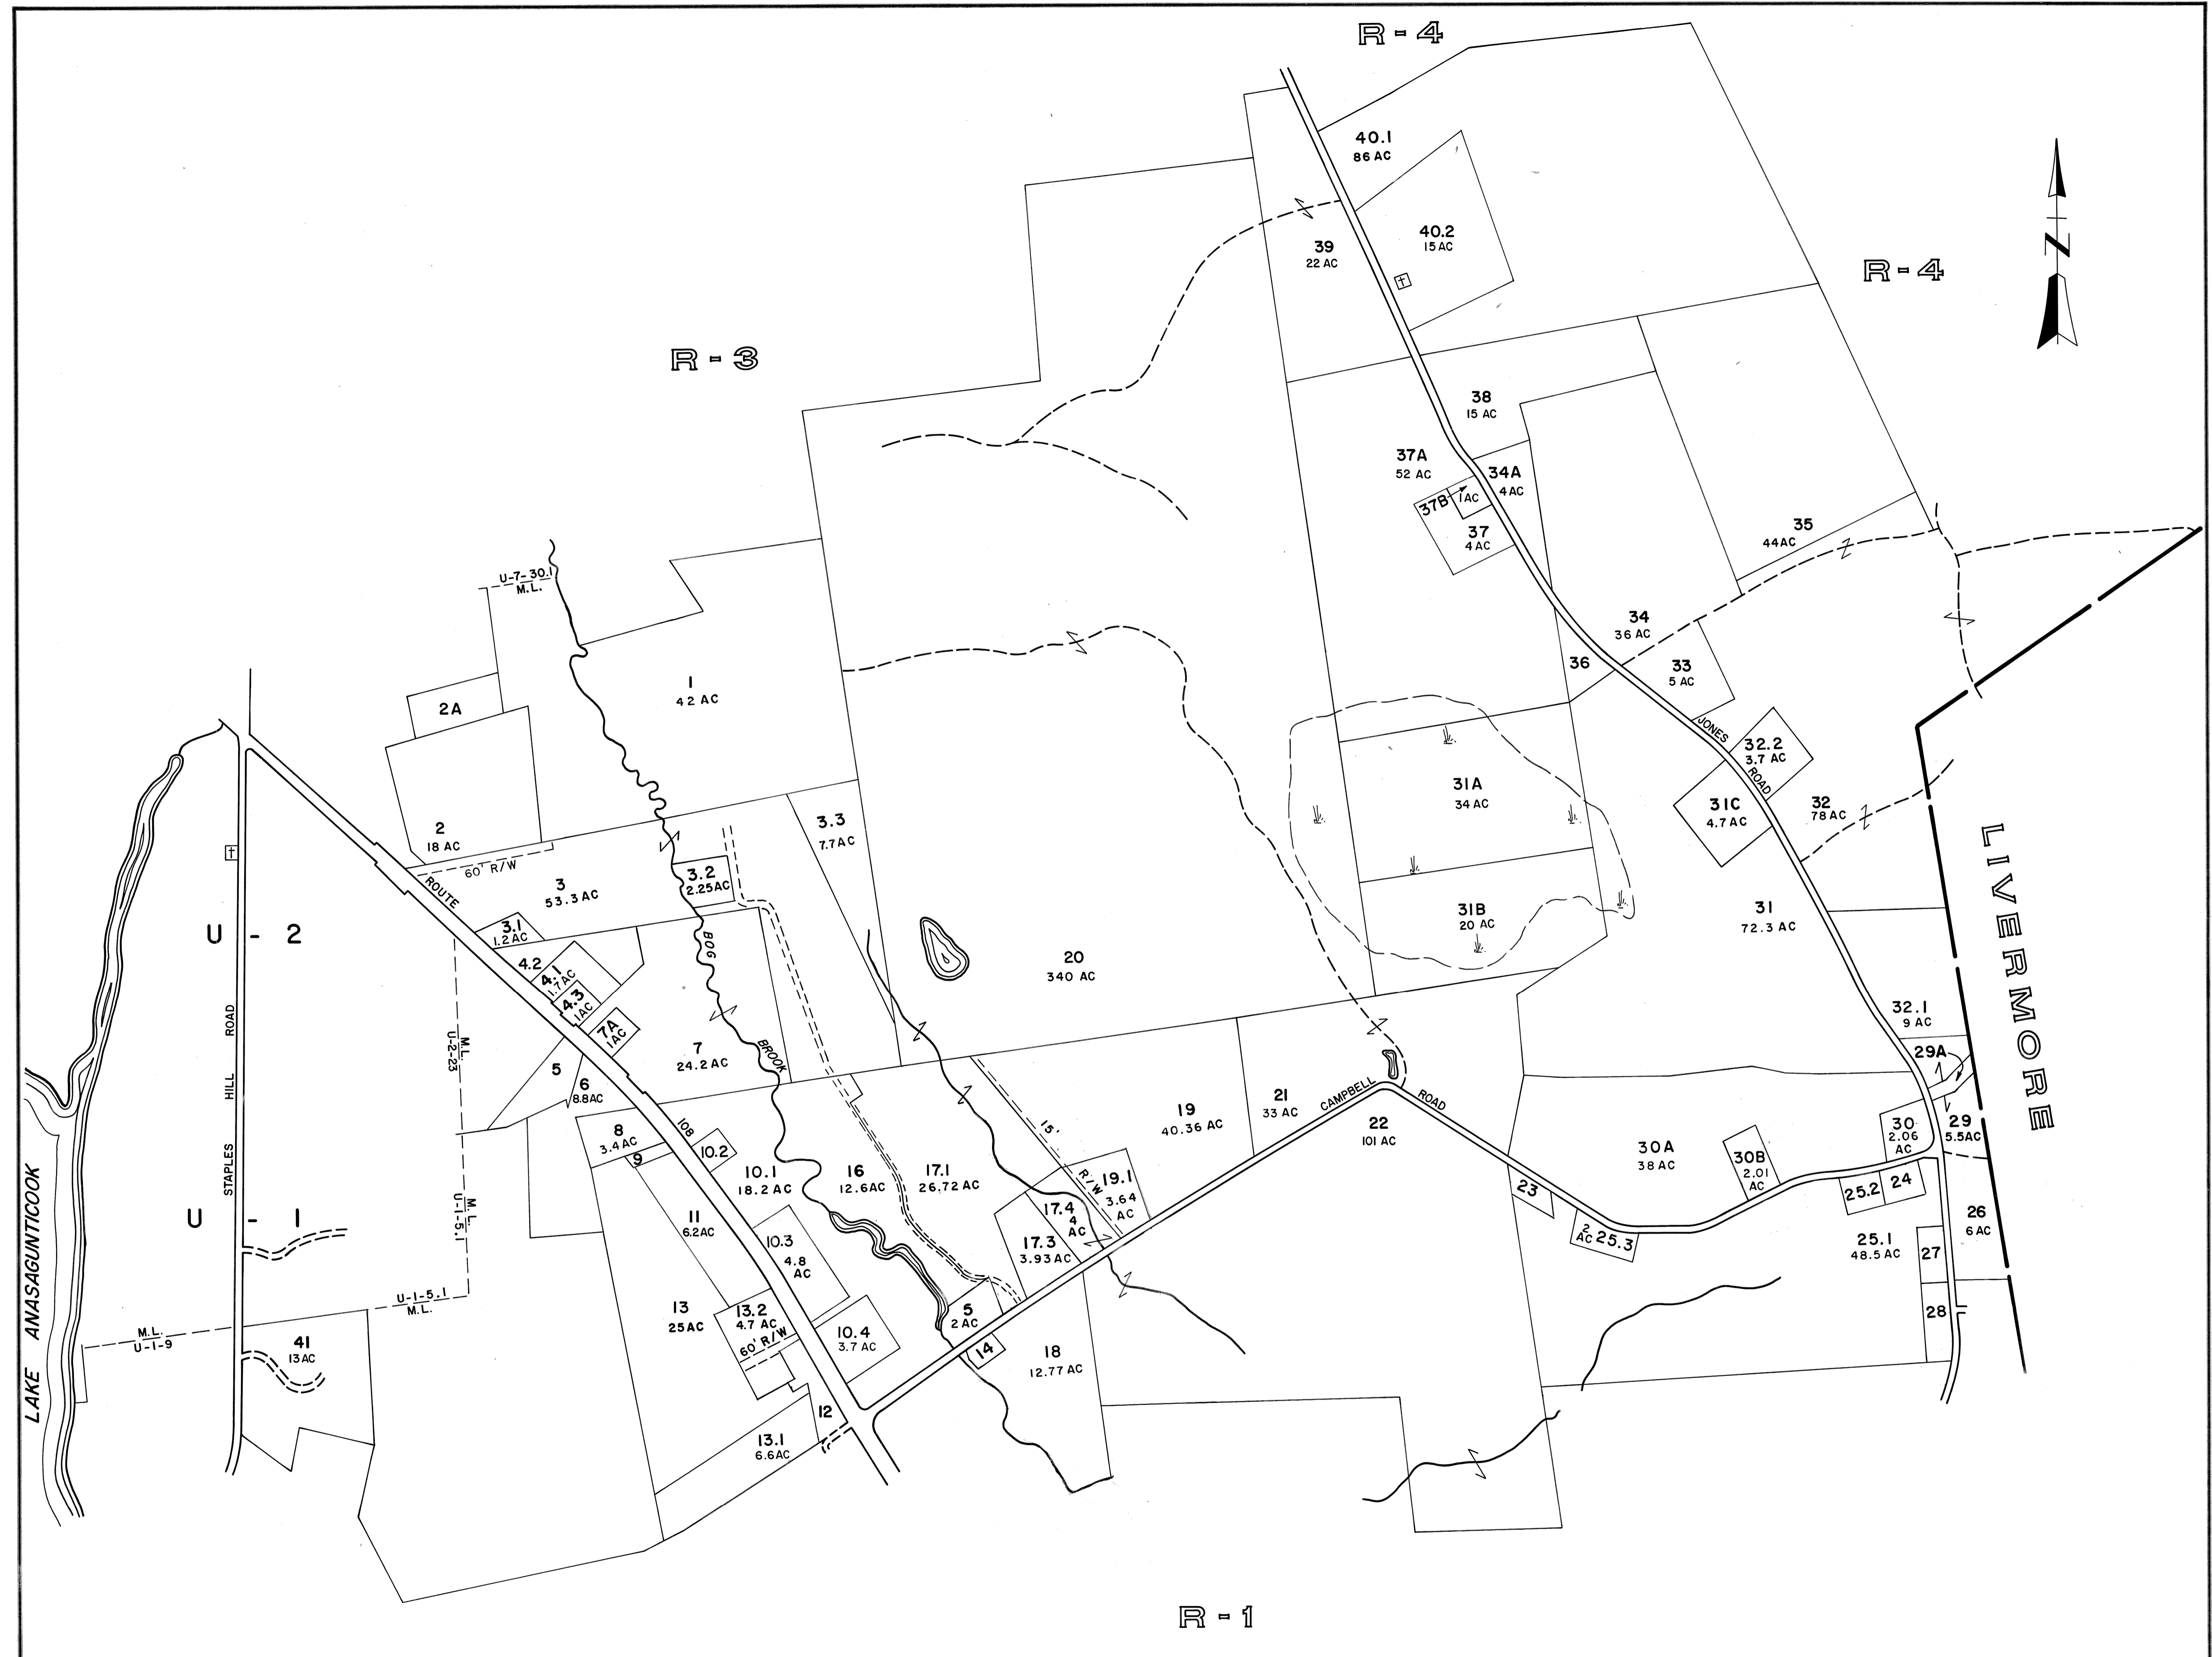 R-4
40.1
86 AC
40.2
15 AC
39
22 AC
N
R-4
R-3
38
15 AC
37A
52 AC
34A
4 AC
37B
1 AC
37
4 AC
35
44 AC
U-7-30.1
M.L.
34
36 AC
36
33
5 AC
1
42 AC
2A
JONES
ROAD
32.2
3.7 AC
31A
34 AC
31C
4.7 AC
32
78 AC
2
18 AC
60' R/W
3.3
7.7 AC
3.2
2.25 AC
3
53.3 AC
ROUTE
108
3.1
1.2 AC
31B
20 AC
31
72.3 AC
LIVERMORE
U-2
BOG
BROOK
4.2
4.1
1.7 AC
4.3
1 AC
7A
1 AC
20
340 AC
32.1
9 AC
STAPLES HILL ROAD
M.L.
U-2-23
7
24.2 AC
5
6
8.8 AC
29A
CAMPBELL
ROAD
21
33 AC
19
40.36 AC
22
101 AC
15'
R/W
8
3.4 AC
9
10.2
30A
38 AC
30B
2.01
AC
30
2.06
AC
29
5.5 AC
10.1
18.2 AC
16
12.6 AC
17.1
26.72 AC
19.1
3.64
AC
23
25.2
24
LAKE ANASAGUNTICOOK
U-1
M.L.
U-1-5.1
11
6.2 AC
17.4
4
AC
17.3
3.93 AC
2
AC
25.3
25.1
48.5 AC
26
6 AC
27
10.3
4.8
AC
U-1-5.1
M.L.
13
25 AC
13.2
4.7 AC
60' R/W
5
2 AC
28
M.L.
U-1-9
41
13 AC
10.4
3.7 AC
14
18
12.77 AC
12
13.1
6.6 AC
R-1